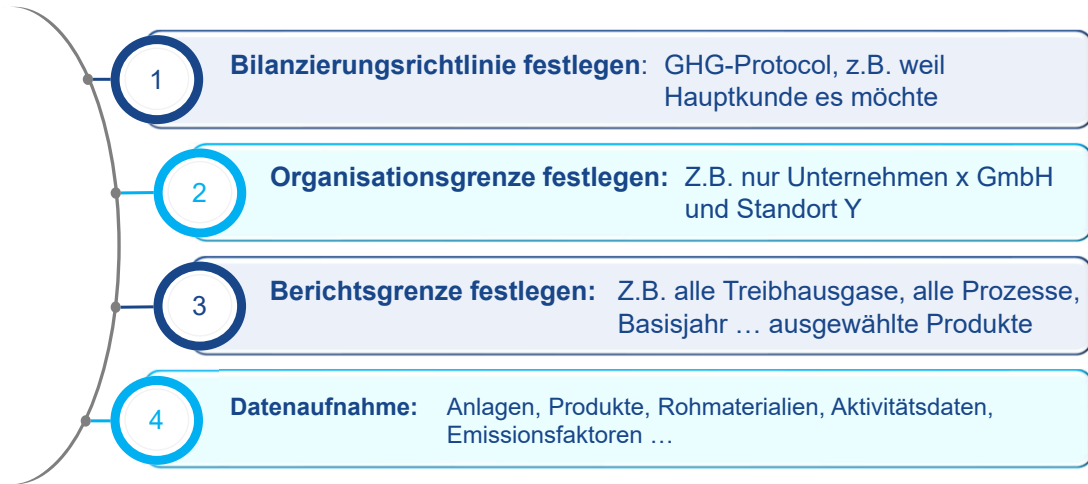 1
Bilanzierungsrichtlinie festlegen: GHG-Protocol, z.B. weil
Hauptkunde es möchte
2
Organisationsgrenze festlegen: Z.B. nur Unternehmen x GmbH
und Standort Y
3
Berichtsgrenze festlegen: Z.B. alle Treibhausgase, alle Prozesse,
Basisjahr … ausgewählte Produkte
4
Datenaufnahme: Anlagen, Produkte, Rohmaterialien, Aktivitätsdaten,
Emissionsfaktoren …